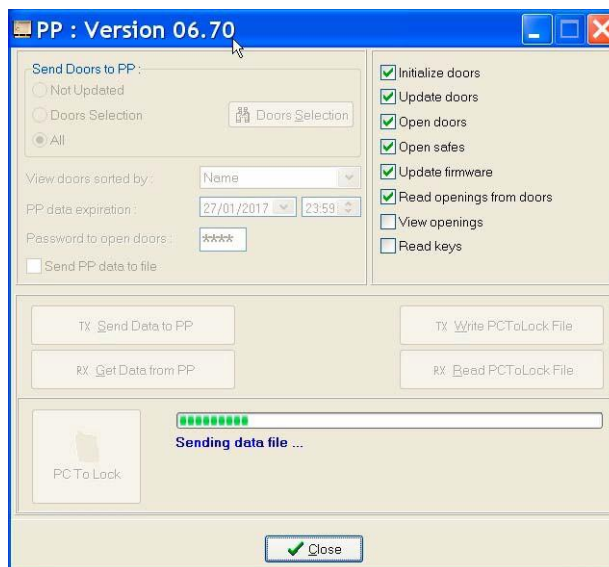 PP : Version 06.70
Send Doors to PP :
Not Updated
Doors Selection
Doors Selection
All
View doors sorted by :
Name
PP data expiration :
27/01/2017
23:59
Password to open doors :
****
Send PP data to file
Initialize doors
Update doors
Open doors
Open safes
Update firmware
Read openings from doors
View openings
Read keys
TX Send Data to PP
TX Write PCToLock File
RX Get Data from PP
RX Read PCToLock File
PC To Lock
Sending data file ...
Close